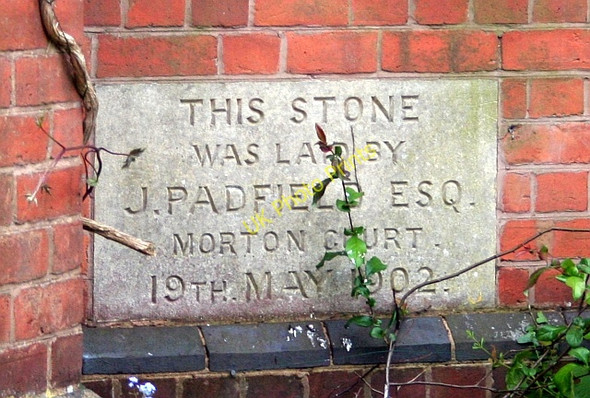 THIS STONE
WAS LAID BY
J. PADFIELD ESQ.
MORTON COURT.
19TH. MAY 1902.